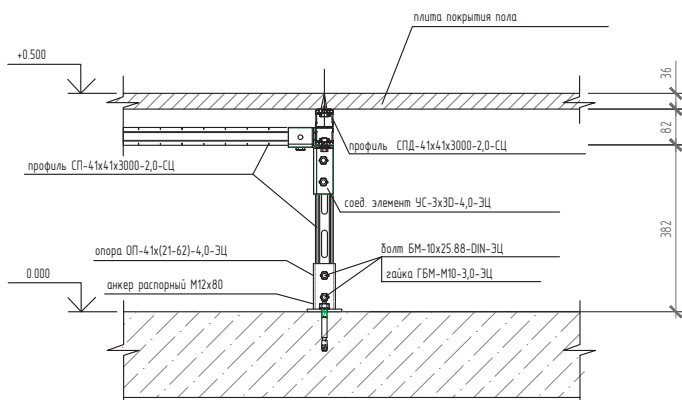 плита покрытия пола
+0.500
36
82
профиль СПД-41х41х3000-2,0-СЦ
профиль СП-41х41х3000-2,0-СЦ
соед. элемент УС-3х3D-4,0-ЭЦ
382
опора ОП-41х(21-62)-4,0-ЭЦ
болт БМ-10х25.88-DIN-ЭЦ
0.000
гайка ГБМ-М10-3,0-ЭЦ
анкер распорный М12х80